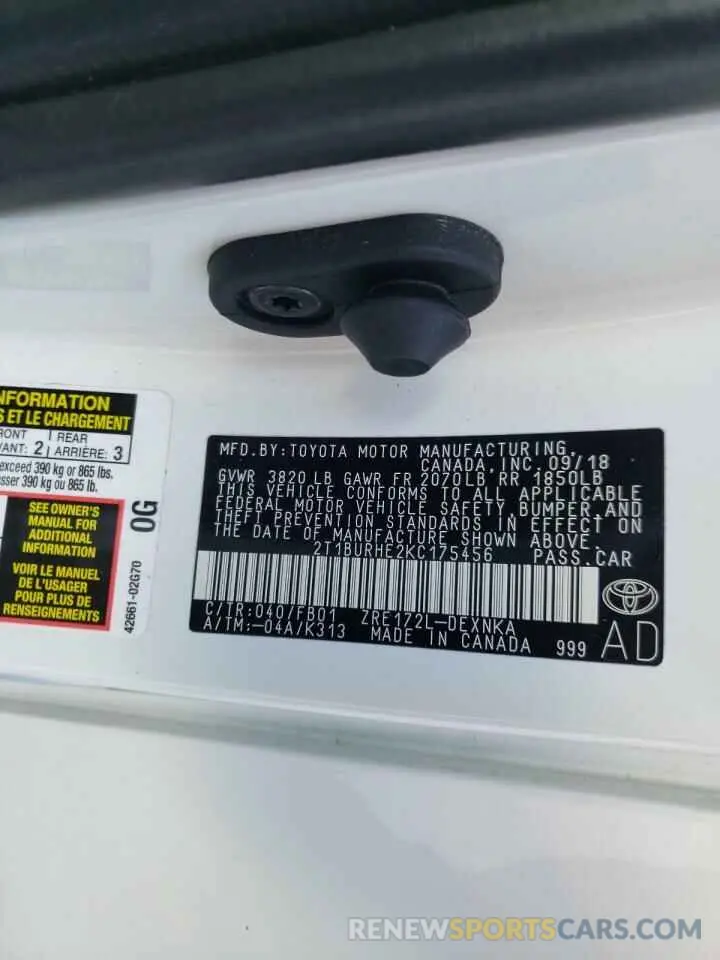 NFORMATION
S ET LE CHARGEMENT
RONT REAR
VANT: 2 ARRIÈRE: 3
exceed 390 kg or 865 lbs.
sser 390 kg ou 865 lb.
SEE OWNER'S
MANUAL FOR
ADDITIONAL
INFORMATION
VOIR LE MANUEL
DE L'USAGER
POUR PLUS DE
RENSEIGNEMENTS
42661-02G70
0G
MFD.BY:TOYOTA MOTOR MANUFACTURING,
CANADA, INC. 09/18
GVWR 3820 LB GAWR FR 2070LB RR 1850LB
THIS VEHICLE CONFORMS TO ALL APPLICABLE
FEDERAL MOTOR VEHICLE SAFETY, BUMPER,AND
THEFT PREVENTION STANDARDS IN EFFECT ON
THE DATE OF MANUFACTURE SHOWN ABOVE.
2T1BURHE2KC175456 PASS.CAR
C/TR:040/FB01 ZRE172L-DEXNKA
A/TM:-04A/K313 MADE IN CANADA 999 AD
RENEWSPORTSCARS.COM